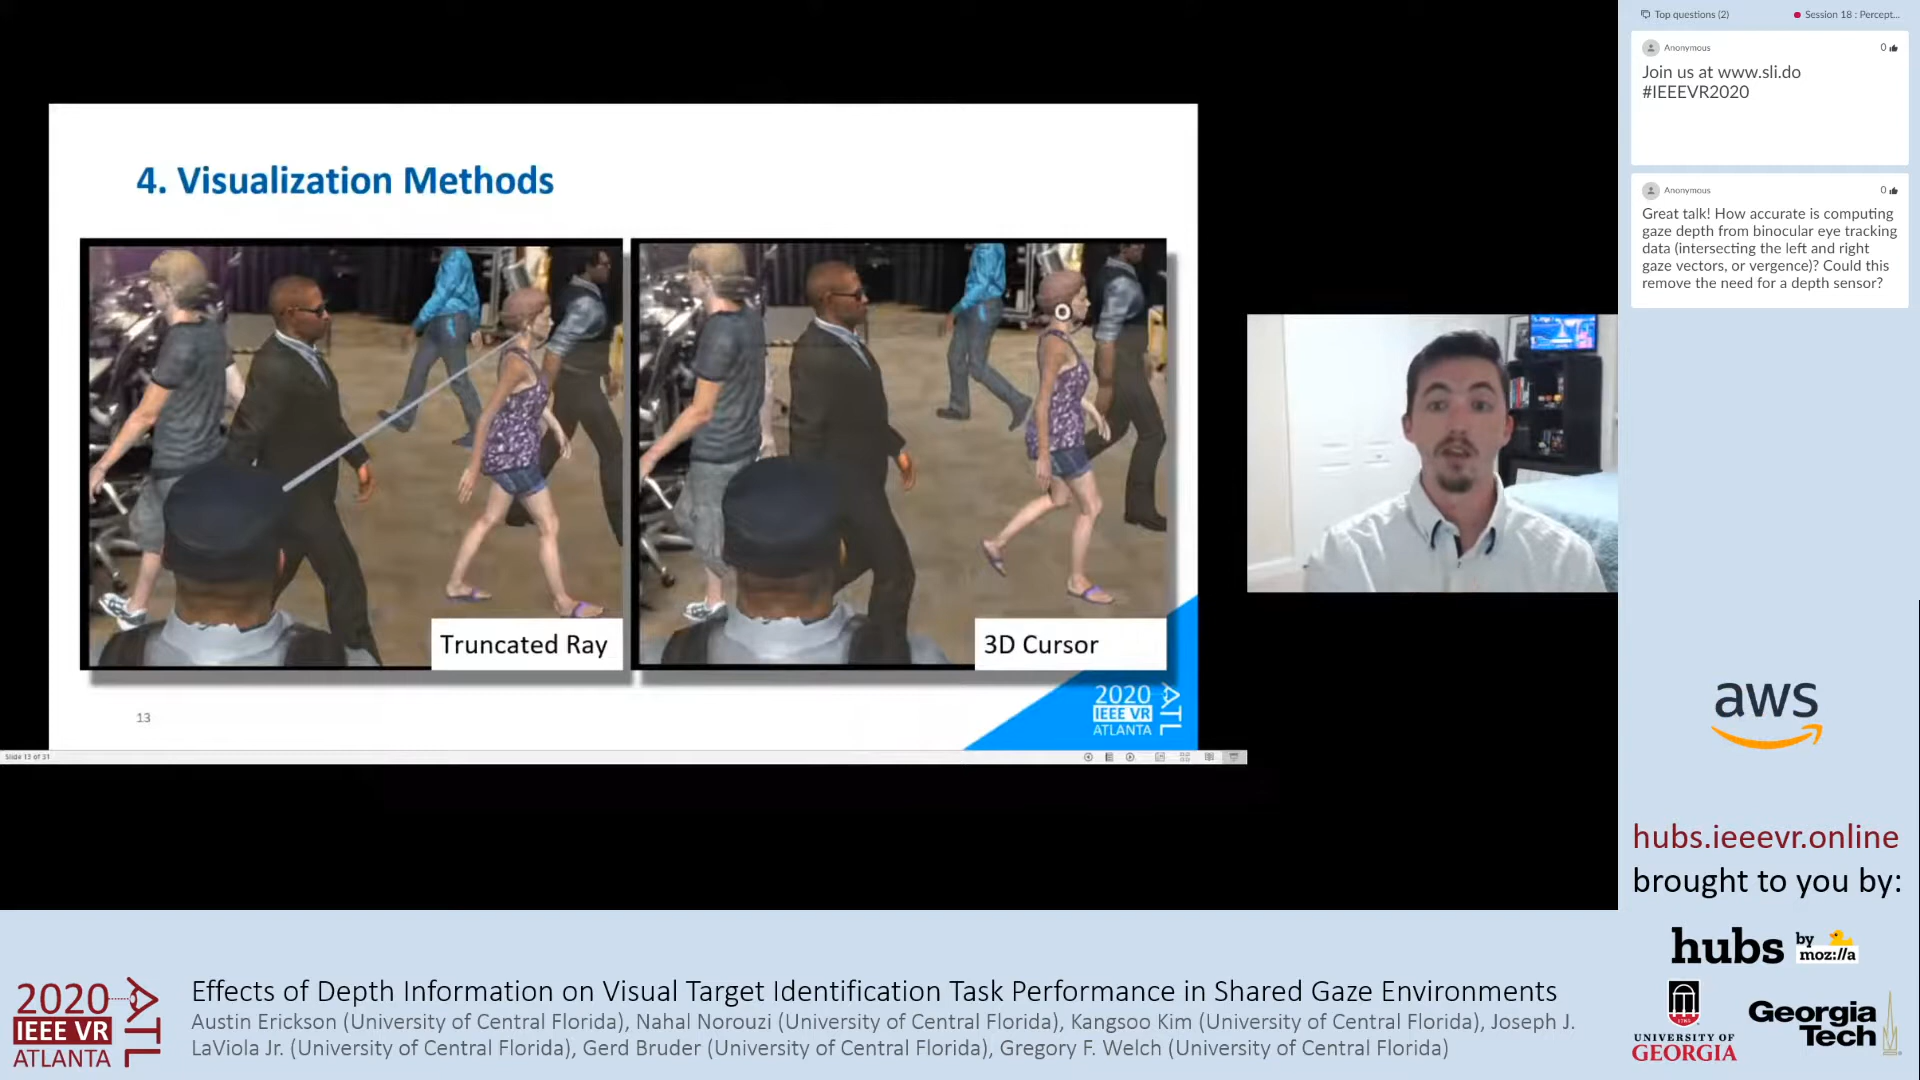 Top questions (2)
Session 18 : Percept...
Anonymous
0
Join us at www.sli.do
#IEEEVR2020
Anonymous
0
Great talk! How accurate is computing
gaze depth from binocular eye tracking
data (intersecting the left and right
gaze vectors, or vergence)? Could this
remove the need for a depth sensor?
4. Visualization Methods
Truncated Ray
3D Cursor
13
2020
IEEE VR
ATLANTA
ATL
Slide 13 of 31
aws
hubs.ieeevr.online
brought to you by:
hubs by
moz://a
UNIVERSITY OF
GEORGIA
Georgia
Tech
2020
IEEE VR
ATLANTA
ATL
Effects of Depth Information on Visual Target Identification Task Performance in Shared Gaze Environments
Austin Erickson (University of Central Florida), Nahal Norouzi (University of Central Florida), Kangsoo Kim (University of Central Florida), Joseph J.
LaViola Jr. (University of Central Florida), Gerd Bruder (University of Central Florida), Gregory F. Welch (University of Central Florida)